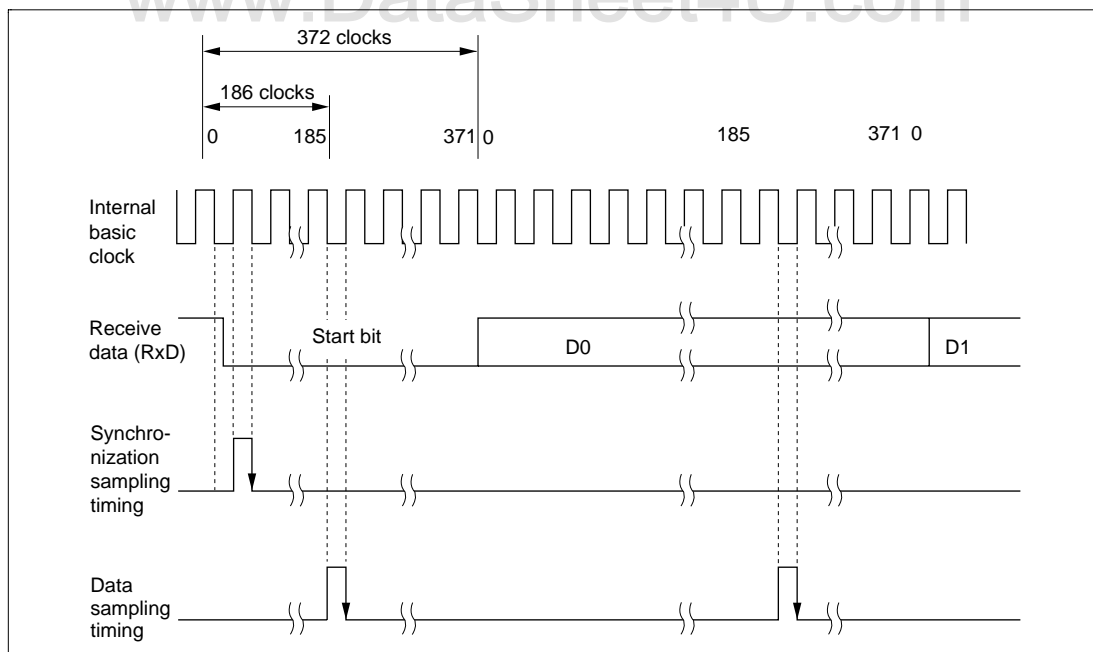 www.DataSheet4U.com
372 clocks
186 clocks
0 185 371 0 185 371 0
Internal
basic
clock
Receive
data (RxD)
Start bit
D0
D1
Synchro-
nization
sampling
timing
Data
sampling
timing